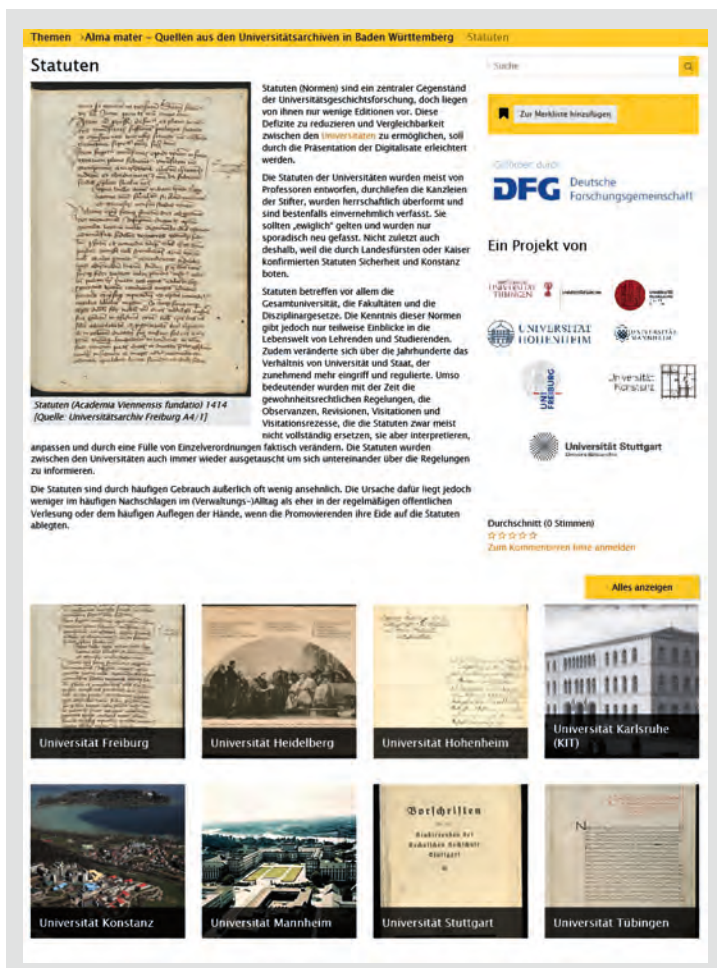 Themen ›Alma mater – Quellen aus den Universitätsarchiven in Baden Württemberg ›Statuten
Statuten
Suche
Statuten (Normen) sind ein zentraler Gegenstand
der Universitätsgeschichtsforschung, doch liegen
von ihnen nur wenige Editionen vor. Diese
Defizite zu reduzieren und Vergleichbarkeit
zwischen den Universitäten zu ermöglichen, soll
durch die Präsentation der Digitalisate erleichtert
werden.
Die Statuten der Universitäten wurden meist von
Professoren entworfen, durchliefen die Kanzleien
der Stifter, wurden herrschaftlich überformt und
sind bestenfalls einvernehmlich verfasst. Sie
sollten „ewiglich" gelten und wurden nur
sporadisch neu gefasst. Nicht zuletzt auch
deshalb, weil die durch Landesfürsten oder Kaiser
konfirmierten Statuten Sicherheit und Konstanz
boten.
Statuten betreffen vor allem die
Gesamtuniversität, die Fakultäten und die
Disziplinargesetze. Die Kenntnis dieser Normen
gibt jedoch nur teilweise Einblicke in die
Lebenswelt von Lehrenden und Studierenden.
Zudem veränderte sich über die Jahrhunderte das
Verhältnis von Universität und Staat, der
zunehmend mehr eingriff und regulierte. Umso
bedeutender wurden mit der Zeit die
gewohnheitsrechtlichen Regelungen, die
Observanzen, Revisionen, Visitationen und
Visitationsrezesse, die die Statuten zwar meist
nicht vollständig ersetzen, sie aber interpretieren,
anpassen und durch eine Fülle von Einzelverordnungen faktisch verändern. Die Statuten wurden
zwischen den Universitäten auch immer wieder ausgetauscht um sich untereinander über die Regelungen
zu informieren.
Statuten (Academia Viennensis fundatio) 1414
[Quelle: Universitätsarchiv Freiburg A4/1]
Die Statuten sind durch häufigen Gebrauch äußerlich oft wenig ansehnlich. Die Ursache dafür liegt jedoch
weniger im häufigen Nachschlagen im (Verwaltungs-)Alltag als eher in der regelmäßigen öffentlichen
Verlesung oder dem häufigen Auflegen der Hände, wenn die Promovierenden ihre Eide auf die Statuten
ablegten.
Zur Merkliste hinzufügen
Gefördert durch
DFG Deutsche
Forschungsgemeinschaft
Ein Projekt von
UNIVERSITÄT
TÜBINGEN
UNIVERSITÄT
HOHENHEIM
UNIVERSITÄT
MANNHEIM
UNI
FREIBURG
Universität
Konstanz
Universität Stuttgart
Durchschnitt (0 Stimmen)
Zum Kommentieren bitte anmelden
Alles anzeigen
Universität Freiburg
Universität Heidelberg
Universität Hohenheim
Universität Karlsruhe
(KIT)
Universität Konstanz
Universität Mannheim
Vorschriften
Studierenden der
Technischen Hochschule
Stuttgart
Universität Stuttgart
Universität Tübingen